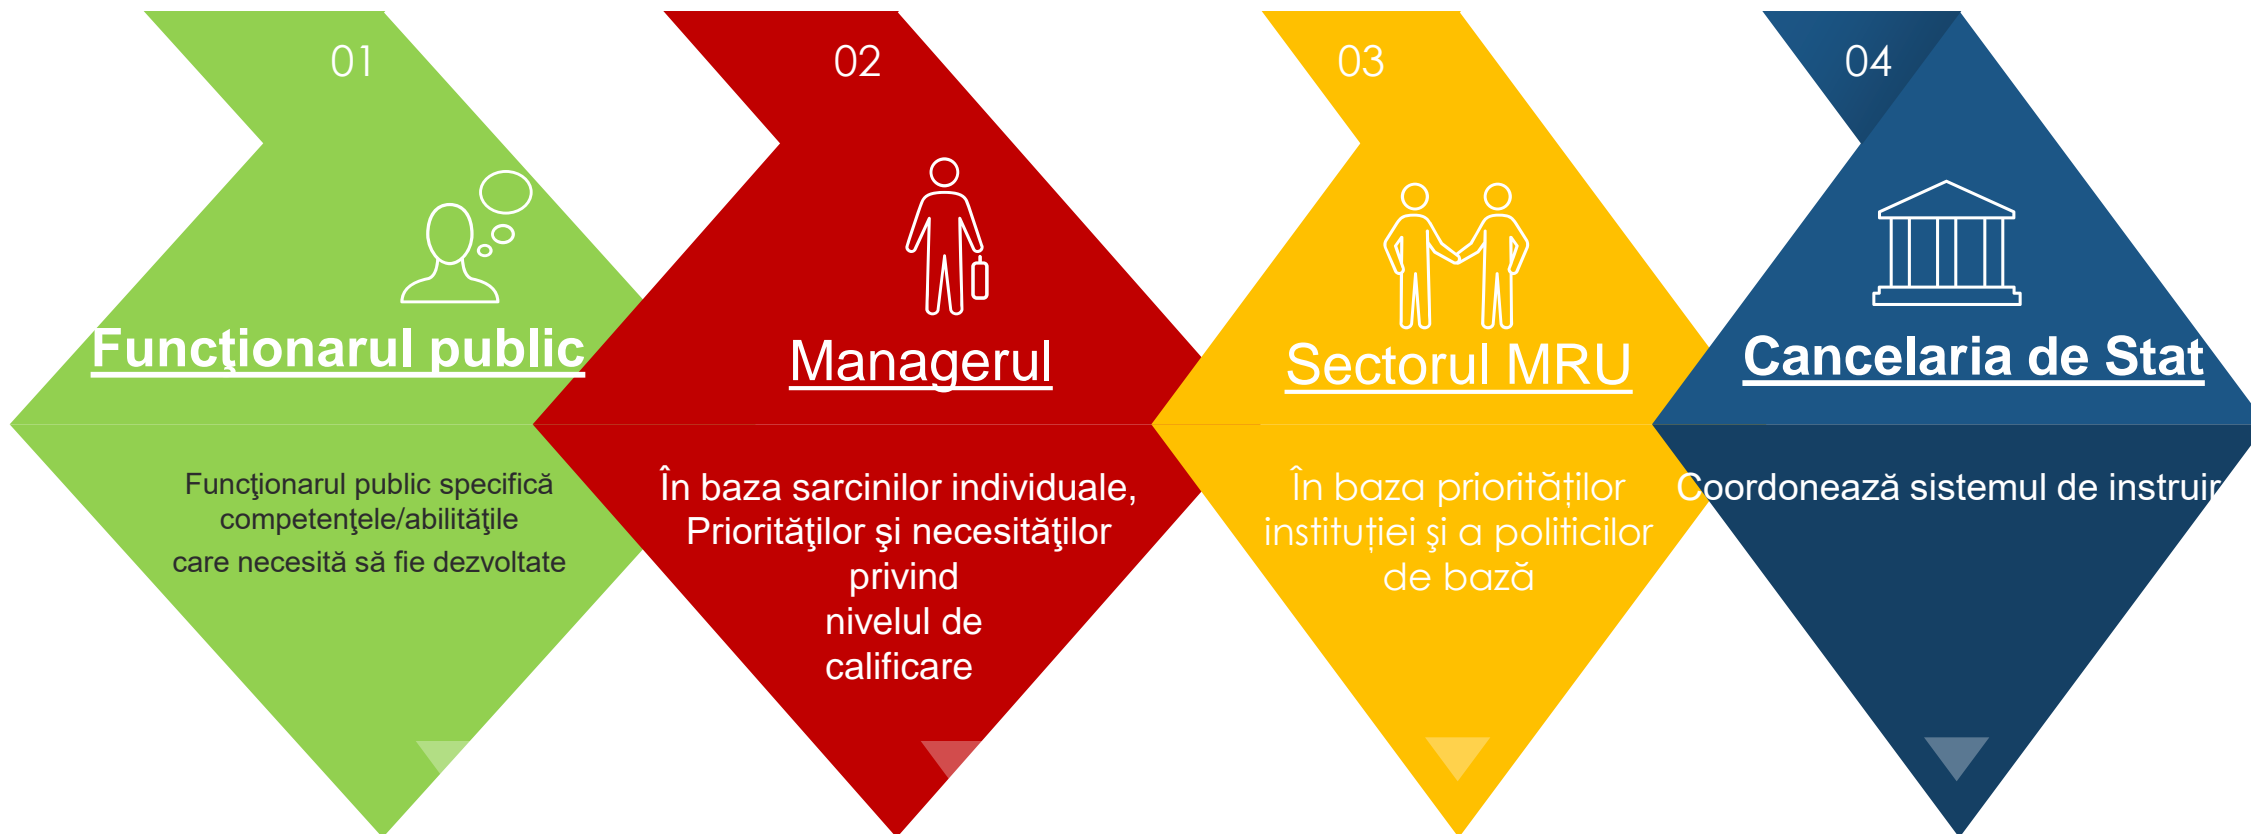 01
Funcţionarul public
Funcţionarul public specifică
competenţele/abilităţile
care necesită să fie dezvoltate
02
Managerul
În baza sarcinilor individuale,
Priorităţilor şi necesităţilor
privind
nivelul de
calificare
03
Sectorul MRU
În baza priorităților
instituției şi a politicilor
de bază
04
Cancelaria de Stat
Coordonează sistemul de instruir